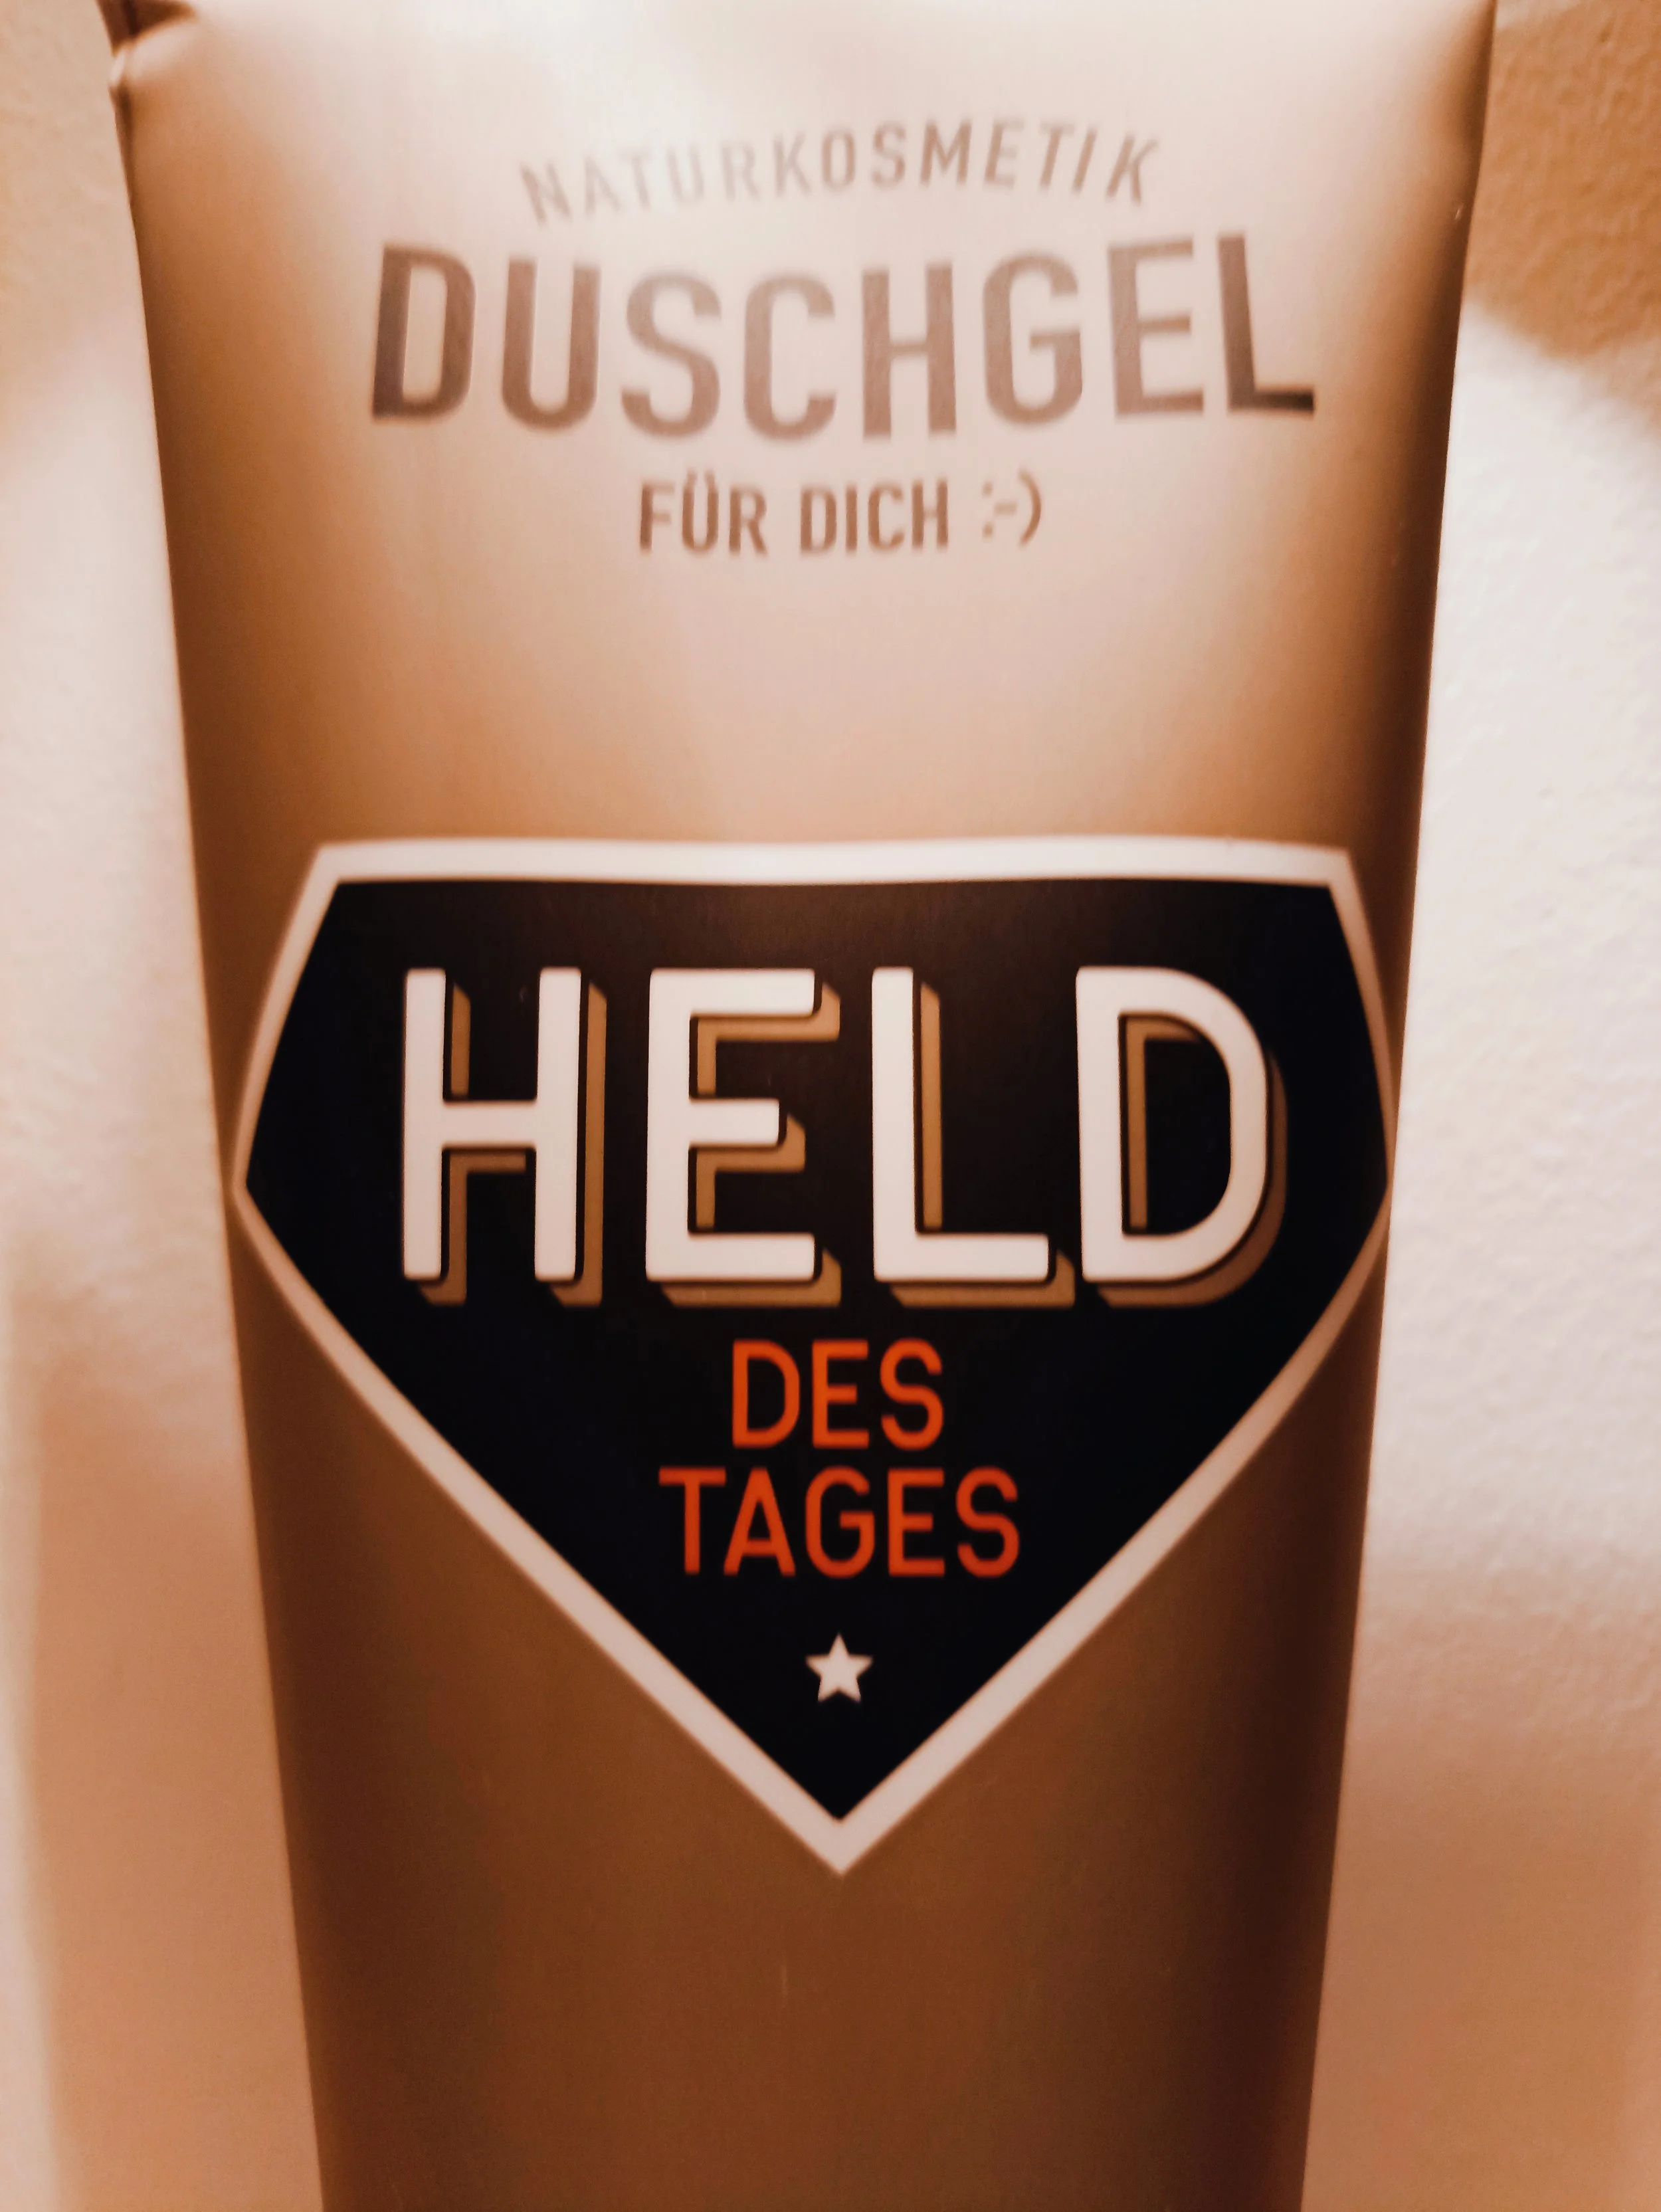 NATURKOSMETIK
DUSCHGEL
FÜR DICH :-)
HELD
DES
TAGES